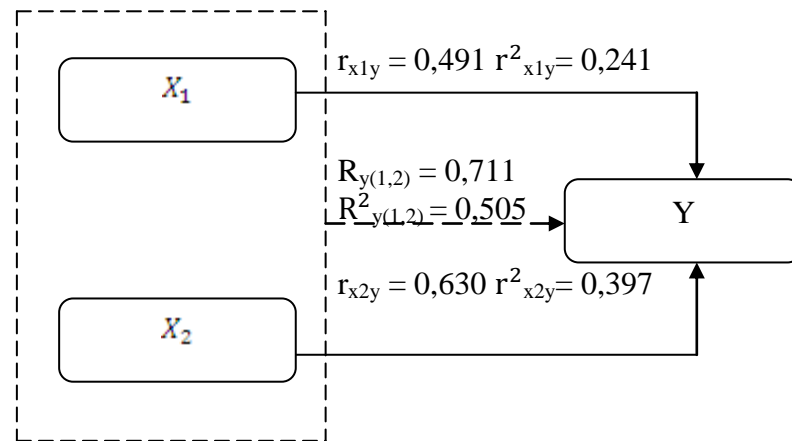 r_x1y = 0,491 r²_x1y= 0,241
X₁
R_y(1,2) = 0,711
R²_y(1,2) = 0,505
Y
r_x2y = 0,630 r²_x2y= 0,397
X₂